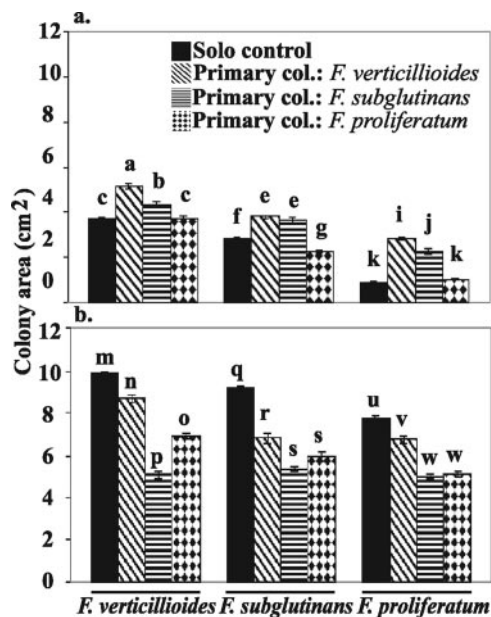 a.
12
Solo control
Primary col.: F. verticillioides
Primary col.: F. subglutinans
Primary col.: F. proliferatum
10
8
6
4
2
0
c a b c
f e e g
k i j k
Colony area (cm2)
b.
12
10
8
6
4
2
0
m n p o
q r s s
u v w w
F. verticillioides F. subglutinans F. proliferatum